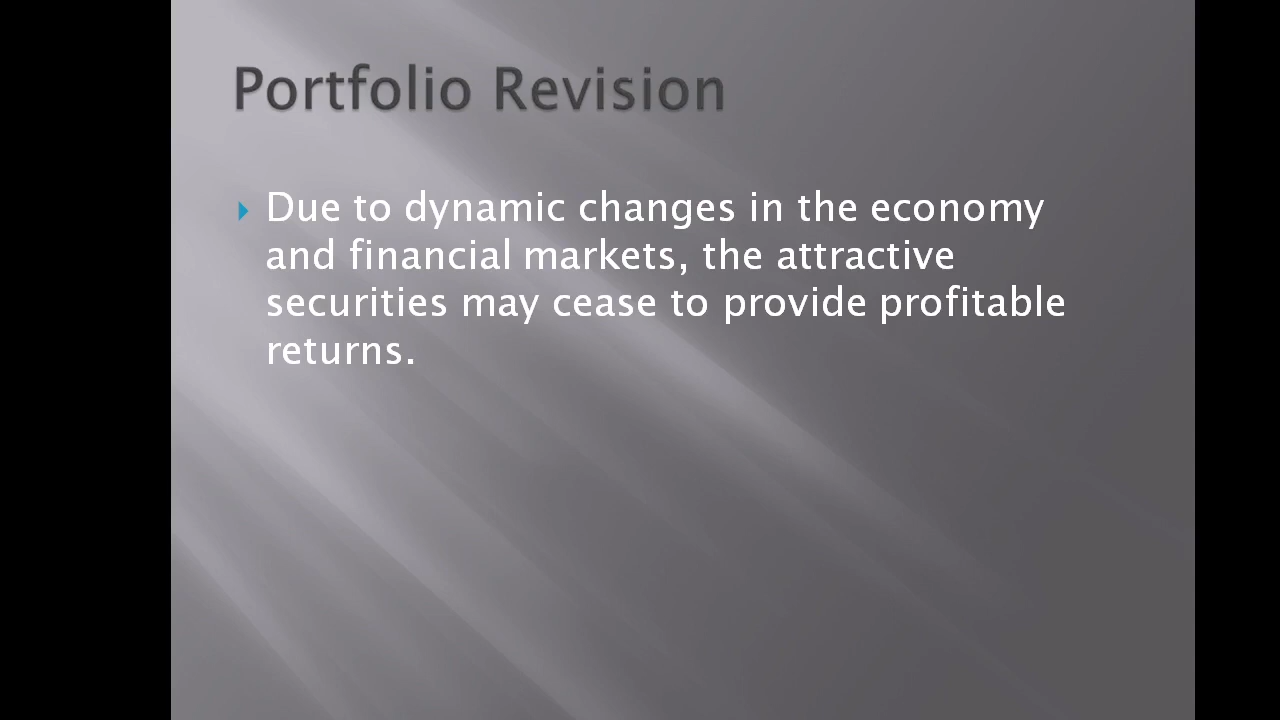 Portfolio Revision
Due to dynamic changes in the economy
and financial markets, the attractive
securities may cease to provide profitable
returns.